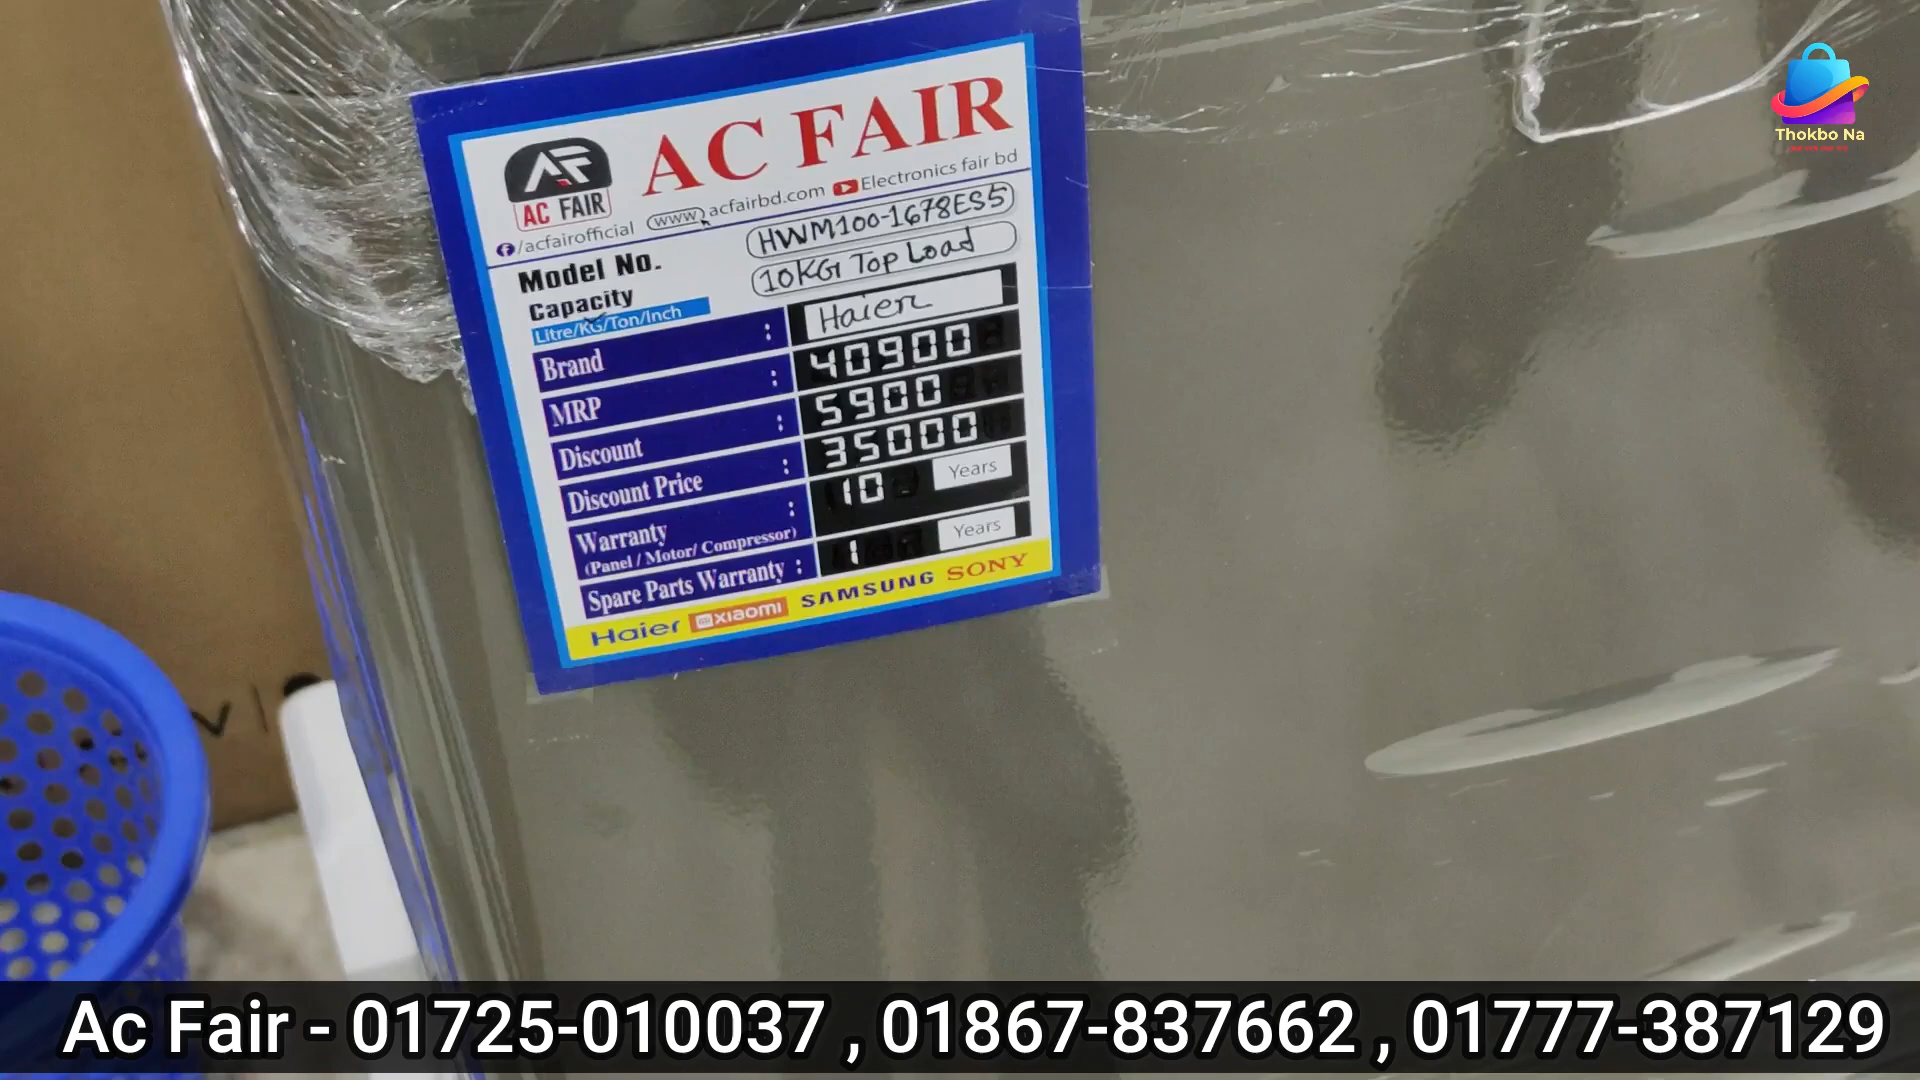 Thokbo Na
AF
AC FAIR
AC FAIR
/acfairofficial www. acfairbd.com Electronics fair bd
Model No. HWM100-1678ES5
Capacity 10KG Top Load
Litre/KG/Ton/Inch
Brand : Haier
MRP : 40900
Discount : 5900
Discount Price : 35000
Warranty : 10 Years
(Panel / Motor/ Compressor)
Spare Parts Warranty : 1 Years
Haier xiaomi SAMSUNG SONY
Ac Fair - 01725-010037 , 01867-837662 , 01777-387129